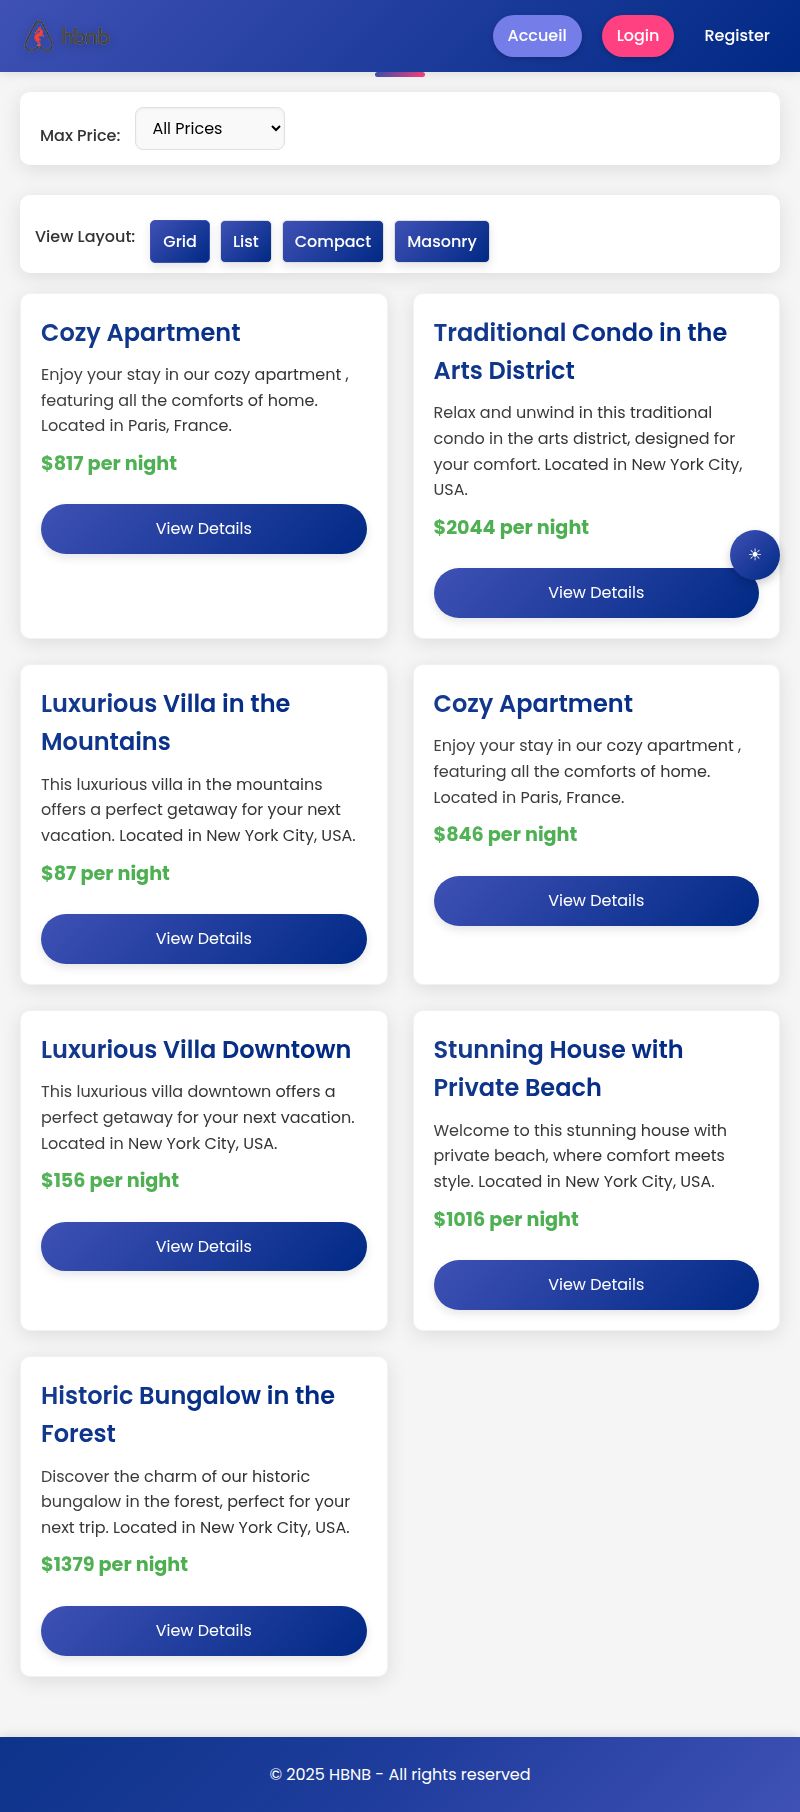 hbnb
Accueil
Login
Register
Max Price:
All Prices
View Layout:
Grid
List
Compact
Masonry
Cozy Apartment
Enjoy your stay in our cozy apartment ,
featuring all the comforts of home.
Located in Paris, France.
$817 per night
View Details
Traditional Condo in the
Arts District
Relax and unwind in this traditional
condo in the arts district, designed for
your comfort. Located in New York City,
USA.
$2044 per night
View Details
Luxurious Villa in the
Mountains
This luxurious villa in the mountains
offers a perfect getaway for your next
vacation. Located in New York City, USA.
$87 per night
View Details
Cozy Apartment
Enjoy your stay in our cozy apartment ,
featuring all the comforts of home.
Located in Paris, France.
$846 per night
View Details
Luxurious Villa Downtown
This luxurious villa downtown offers a
perfect getaway for your next vacation.
Located in New York City, USA.
$156 per night
View Details
Stunning House with
Private Beach
Welcome to this stunning house with
private beach, where comfort meets
style. Located in New York City, USA.
$1016 per night
View Details
Historic Bungalow in the
Forest
Discover the charm of our historic
bungalow in the forest, perfect for your
next trip. Located in New York City, USA.
$1379 per night
View Details
© 2025 HBNB - All rights reserved